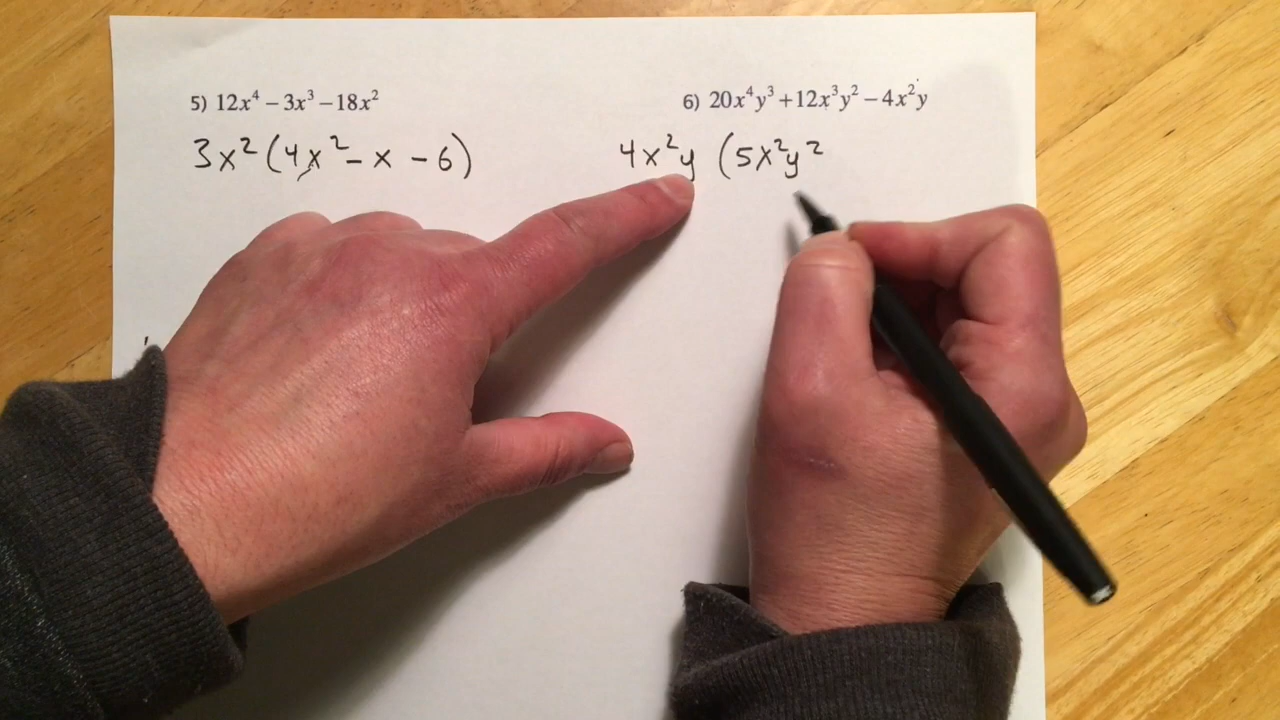 5) 12x⁴ – 3x³ – 18x²
3x² (4x² – x – 6)
6) 20x⁴y³ + 12x³y² – 4x²y
4x²y (5x²y²